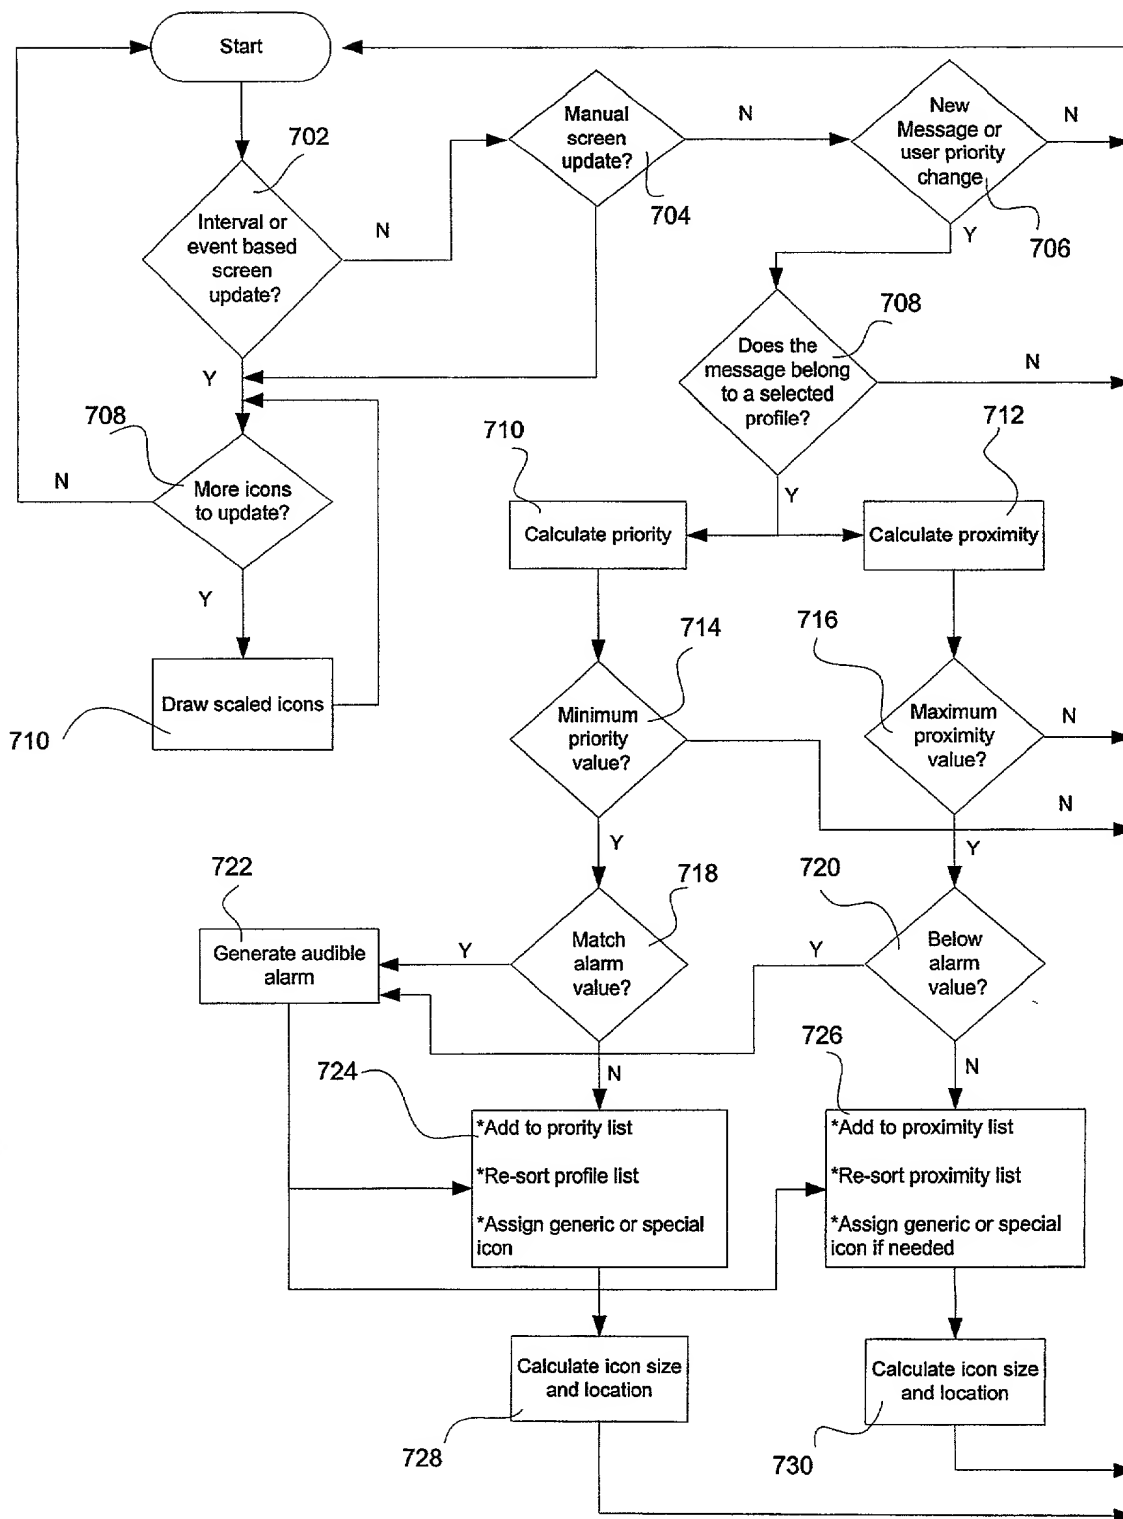 Start
702
Interval or
event based
screen
update?
N
Y
Manual
screen
update?
704
N
New
Message or
user priority
change
706
N
Y
708
Does the
message belong
to a selected
profile?
N
Y
708
More icons
to update?
N
Y
Draw scaled icons
710
710
Calculate priority
712
Calculate proximity
714
Minimum
priority
value?
N
Y
716
Maximum
proximity
value?
N
Y
718
Match
alarm
value?
Y
N
720
Below
alarm
value?
Y
N
722
Generate audible
alarm
724
*Add to prority list
*Re-sort profile list
*Assign generic or special
icon
726
*Add to proximity list
*Re-sort proximity list
*Assign generic or special
icon if needed
Calculate icon size
and location
728
Calculate icon size
and location
730